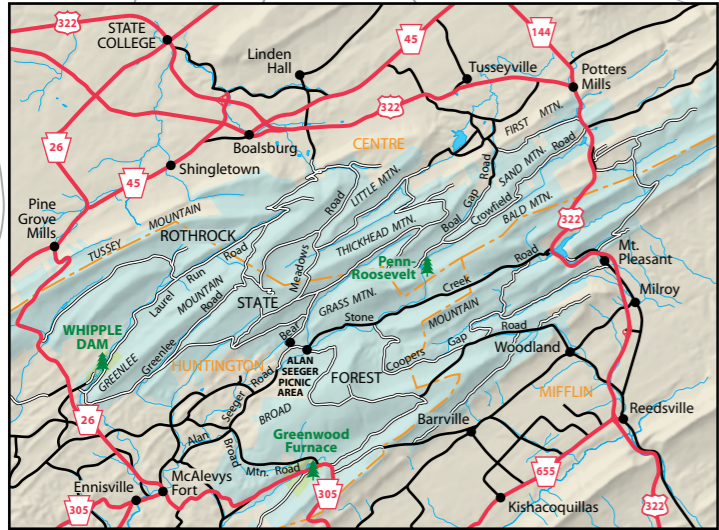 322
STATE
COLLEGE
45
144
Linden
Hall
Tusseyville
Potters
Mills
322
Boalsburg
26
CENTRE
FIRST MTN.
Shingletown
45
LITTLE MTN.
Road
SAND MTN.
Road
Boal Gap Road
Crowfield
Pine
Grove
Mills
TUSSEY MOUNTAIN
ROTHROCK
THICKHEAD MTN.
BALD MTN.
322
Laurel Run Road
Meadows
Penn-
Roosevelt
Mt.
Pleasant
MOUNTAIN
Road
STATE
GRASS MTN.
Stone Creek Road
Milroy
WHIPPLE
DAM
GREENLEE
Greenlee
Bear
MOUNTAIN
Coopers Gap Road
Woodland
HUNTINGTON
ALAN
SEEGER
PICNIC
AREA
FOREST
MIFFLIN
Alan Seeger Road
BROAD
26
Barrville
Reedsville
Greenwood
Furnace
Broad Mtn. Road
McAlevys
Fort
Ennisville
305
305
655
Kishacoquillas
322